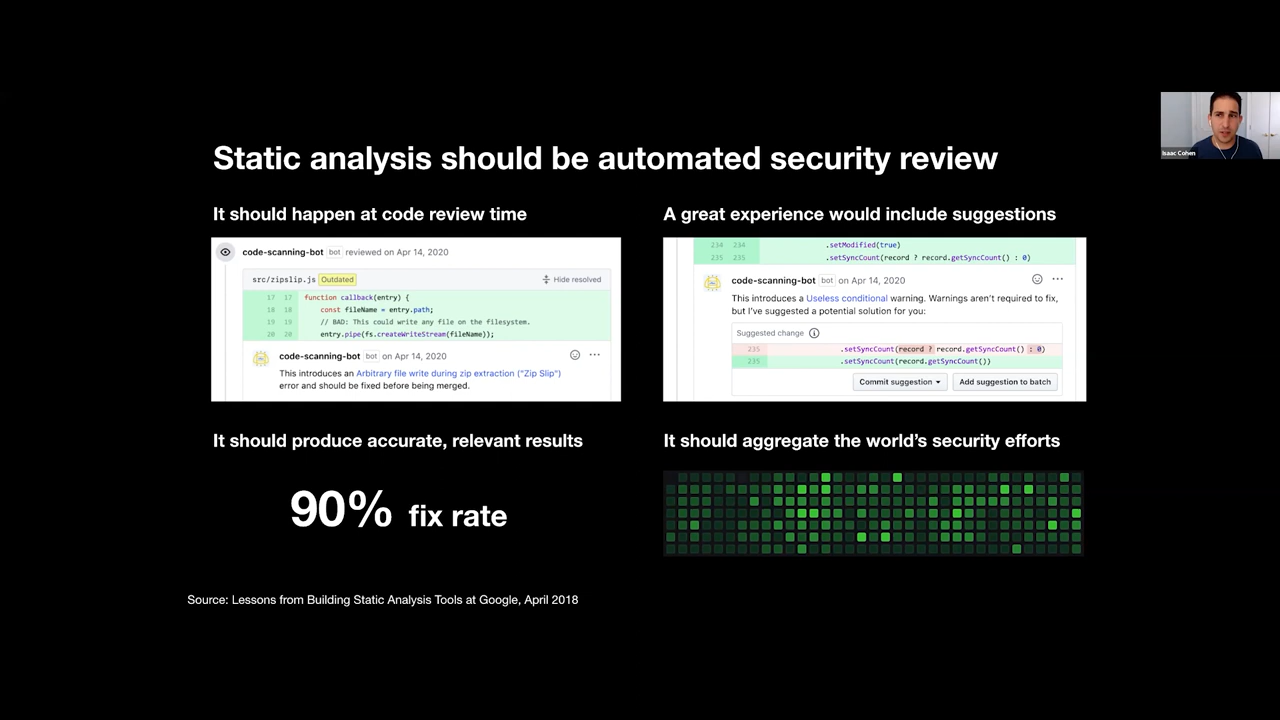 Static analysis should be automated security review
Isaac Cohen
It should happen at code review time
code-scanning-bot bot reviewed on Apr 14, 2020
src/zipslip.js Outdated Hide resolved
17 17 function callback(entry) {
18 18 const fileName = entry.path;
19 19 // BAD: This could write any file on the filesystem.
20 20 entry.pipe(fs.createWriteStream(fileName));
code-scanning-bot bot on Apr 14, 2020
This introduces an Arbitrary file write during zip extraction ("Zip Slip")
error and should be fixed before being merged.
A great experience would include suggestions
234 234 .setModified(true)
235 235 .setSyncCount(record ? record.getSyncCount() : 0)
code-scanning-bot bot on Apr 14, 2020
This introduces a Useless conditional warning. Warnings aren't required to fix,
but I've suggested a potential solution for you:
Suggested change
235 .setSyncCount(record ? record.getSyncCount() : 0)
235 .setSyncCount(record.getSyncCount())
Commit suggestion Add suggestion to batch
It should produce accurate, relevant results
90% fix rate
It should aggregate the world's security efforts
Source: Lessons from Building Static Analysis Tools at Google, April 2018